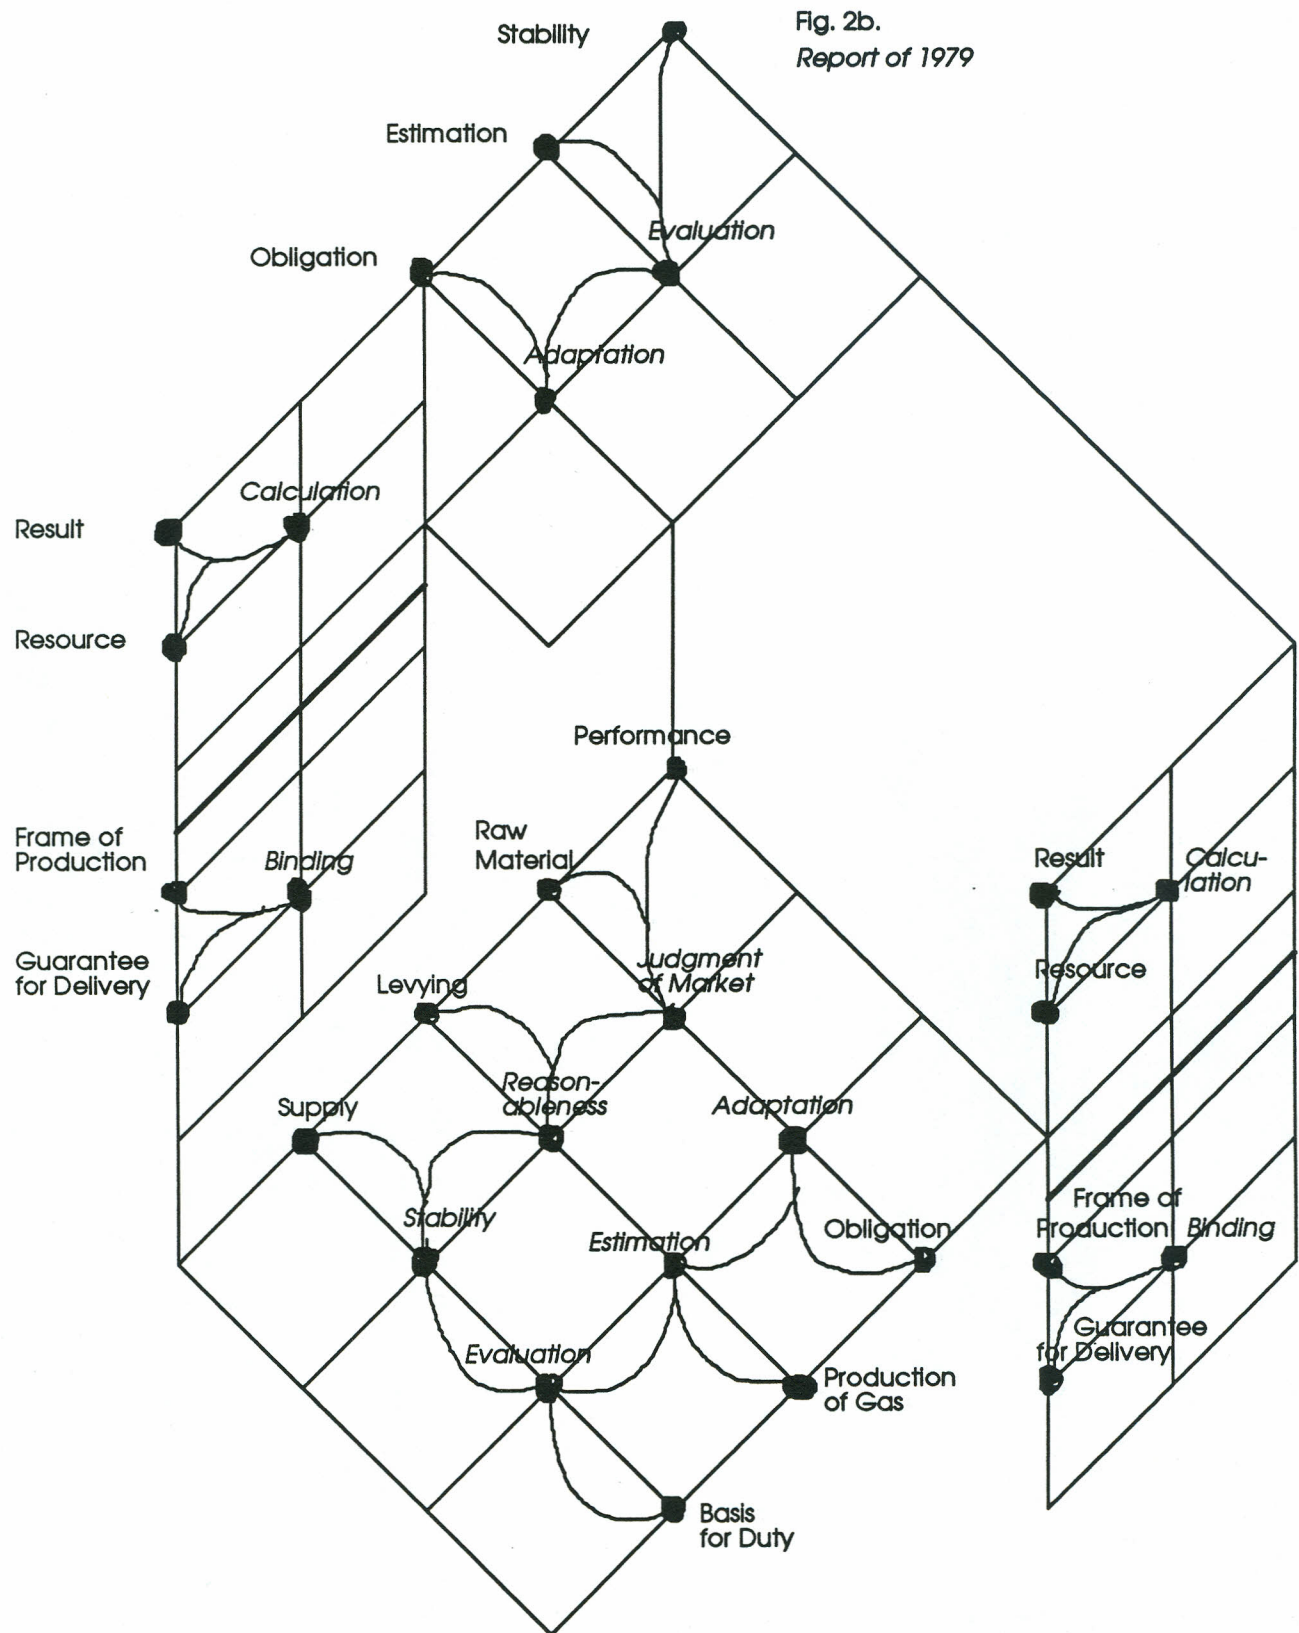 Fig. 2b.
Stability
Report of 1979
Estimation
Evaluation
Obligation
Adaptation
Calculation
Result
Resource
Performance
Raw
Material
Frame of
Production
Binding
Result
Calcu-
lation
Judgment
of Market
Guarantee
for Delivery
Levying
Resource
Reason-
ableness
Supply
Adaptation
Stability
Estimation
Obligation
Frame of
Production
Binding
Evaluation
Guarantee
for Delivery
Production
of Gas
Basis
for Duty